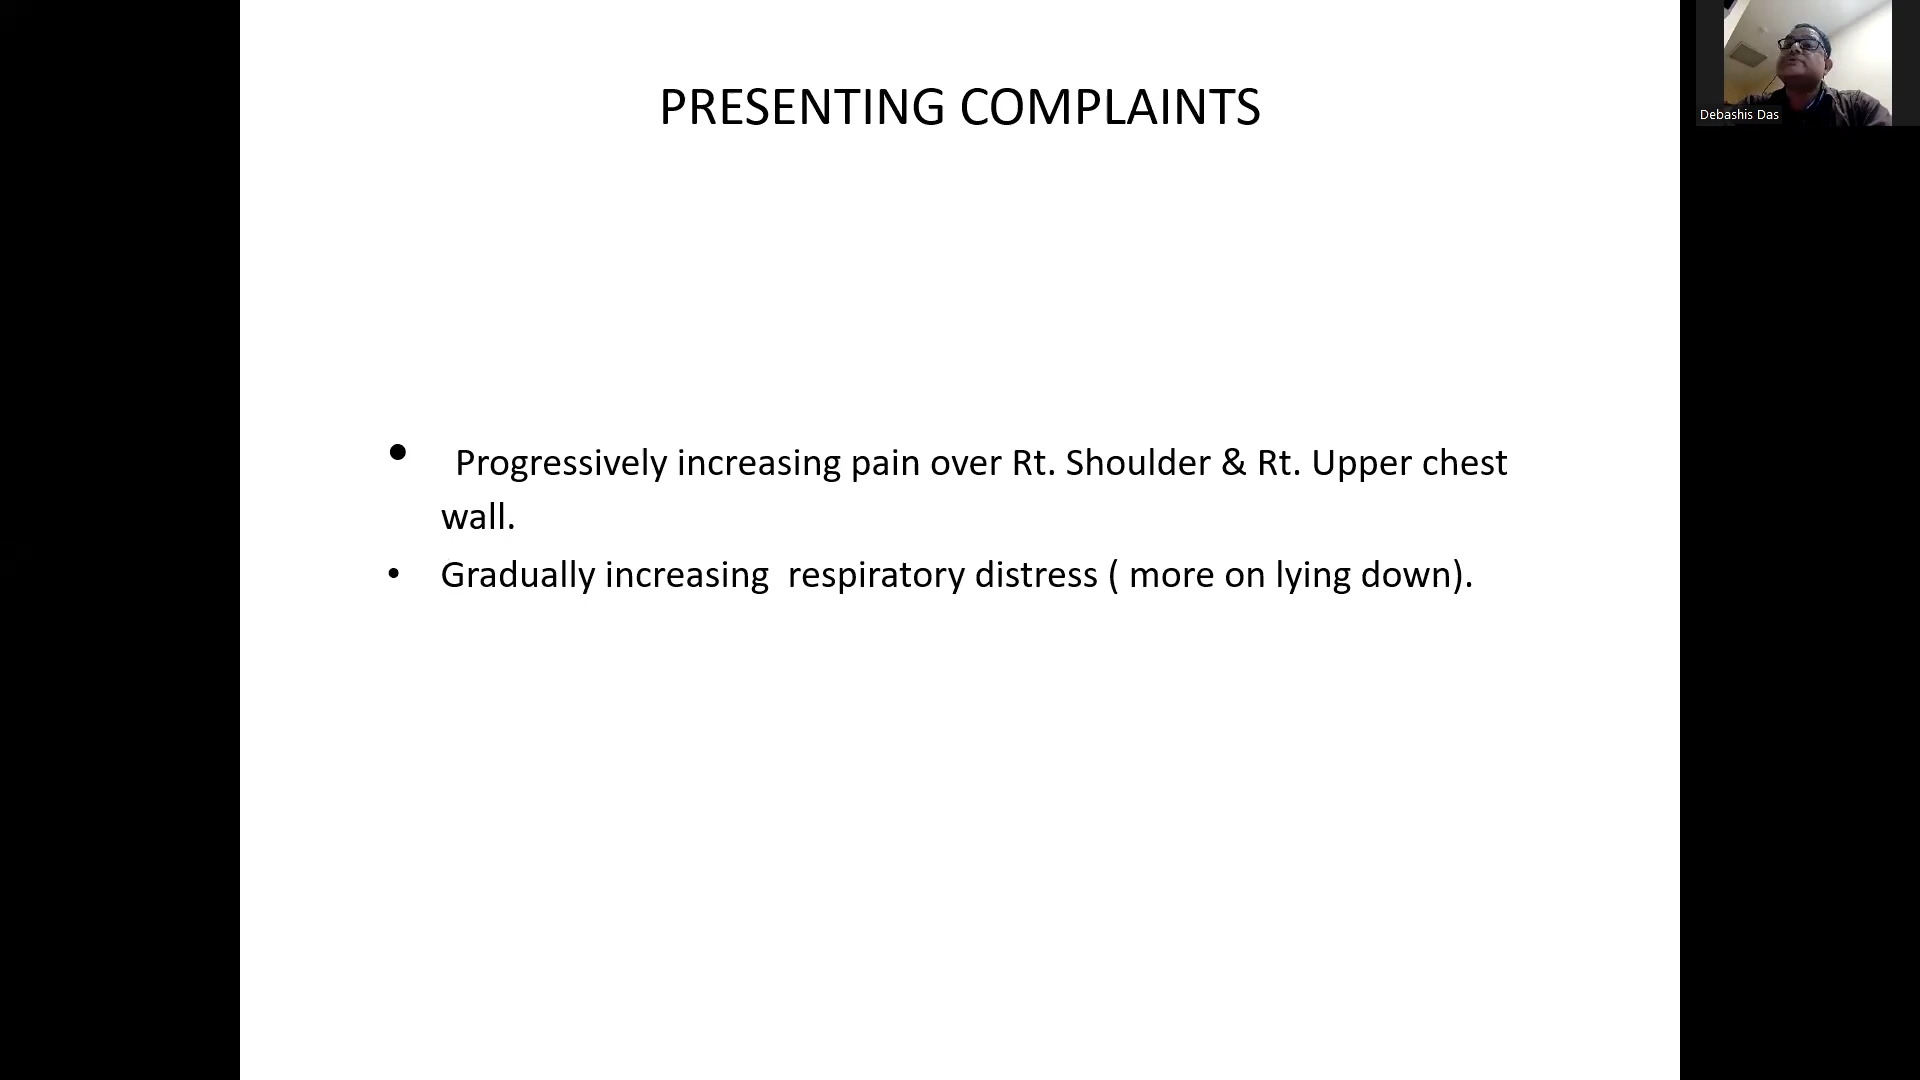 PRESENTING COMPLAINTS
Debashis Das
• Progressively increasing pain over Rt. Shoulder & Rt. Upper chest
wall.
• Gradually increasing  respiratory distress ( more on lying down).